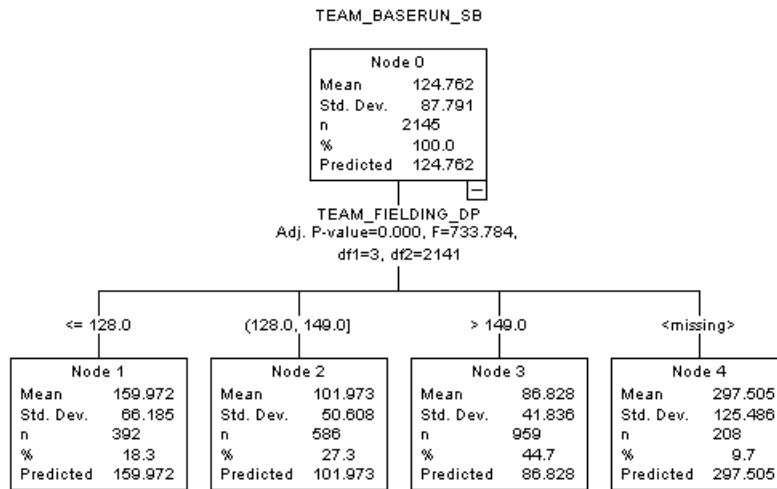 TEAM_BASERUN_SB
Node 0
Mean 124.762
Std. Dev. 87.791
n 2145
% 100.0
Predicted 124.762
TEAM_FIELDING_DP
Adj. P-value=0.000, F=733.784,
df1=3, df2=2141
<= 128.0
(128.0, 149.0]
> 149.0
<missing>
Node 1
Mean 159.972
Std. Dev. 66.185
n 392
% 18.3
Predicted 159.972
Node 2
Mean 101.973
Std. Dev. 50.608
n 586
% 27.3
Predicted 101.973
Node 3
Mean 86.828
Std. Dev. 41.836
n 959
% 44.7
Predicted 86.828
Node 4
Mean 297.505
Std. Dev. 125.486
n 208
% 9.7
Predicted 297.505